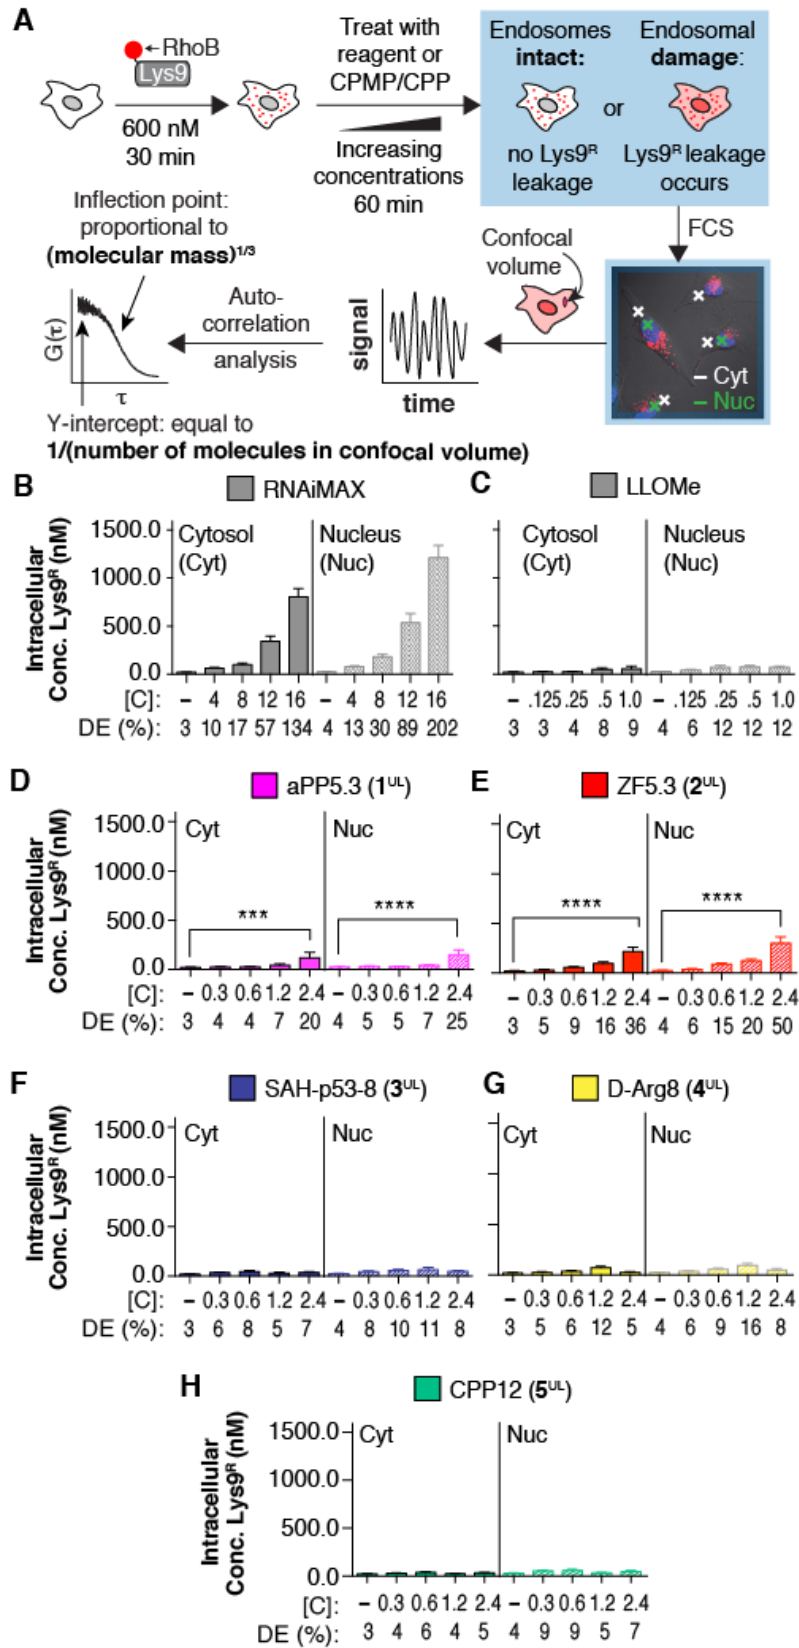 A
RhoB
Lys9
600 nM
30 min
Treat with
reagent or
CPMP/CPP
Increasing
concentrations
60 min
Endosomes
intact:
or
Endosomal
damage:
no Lys9ᴿ
leakage
Lys9ᴿ leakage
occurs
FCS
Confocal
volume
– Cyt
– Nuc
signal
time
Auto-
correlation
analysis
Inflection point:
proportional to
(molecular mass)¹ᐟ³
G(τ)
τ
Y-intercept: equal to
1/(number of molecules in confocal volume)
B
RNAiMAX
Intracellular
Conc. Lys9ᴿ (nM)
1500.0
1000.0
500.0
0.0
Cytosol
(Cyt)
Nucleus
(Nuc)
[C]: – 4 8 12 16 – 4 8 12 16
DE (%): 3 10 17 57 134 4 13 30 89 202
C
LLOMe
Cytosol
(Cyt)
Nucleus
(Nuc)
– .125 .25 .5 1.0 – .125 .25 .5 1.0
3 3 4 8 9 4 6 12 12 12
D
aPP5.3 (1ᵁᴸ)
Intracellular
Conc. Lys9ᴿ (nM)
1500.0
1000.0
500.0
0.0
Cyt
Nuc
***
****
[C]: – 0.3 0.6 1.2 2.4 – 0.3 0.6 1.2 2.4
DE (%): 3 4 4 7 20 4 5 5 7 25
E
ZF5.3 (2ᵁᴸ)
Cyt
Nuc
****
****
– 0.3 0.6 1.2 2.4 – 0.3 0.6 1.2 2.4
3 5 9 16 36 4 6 15 20 50
F
SAH-p53-8 (3ᵁᴸ)
Intracellular
Conc. Lys9ᴿ (nM)
1500.0
1000.0
500.0
0.0
Cyt
Nuc
[C]: – 0.3 0.6 1.2 2.4 – 0.3 0.6 1.2 2.4
DE (%): 3 6 8 5 7 4 8 10 11 8
G
D-Arg8 (4ᵁᴸ)
Cyt
Nuc
– 0.3 0.6 1.2 2.4 – 0.3 0.6 1.2 2.4
3 5 6 12 5 4 6 9 16 8
H
CPP12 (5ᵁᴸ)
Intracellular
Conc. Lys9ᴿ (nM)
1500.0
1000.0
500.0
0.0
Cyt
Nuc
[C]: – 0.3 0.6 1.2 2.4 – 0.3 0.6 1.2 2.4
DE (%): 3 4 6 4 5 4 9 9 5 7